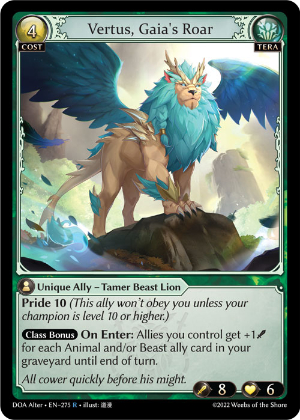 4
Vertus, Gaia's Roar
COST
TERA
Unique Ally – Tamer Beast Lion
Pride 10 (This ally won't obey you unless your
champion is level 10 or higher.)
Class Bonus On Enter: Allies you control get +1
for each Animal and/or Beast ally card in your
graveyard until end of turn.
All cower quickly before his might.
8
6
DOA Alter • EN-275 R • illust: 道漫
©2022 Weebs of the Shore